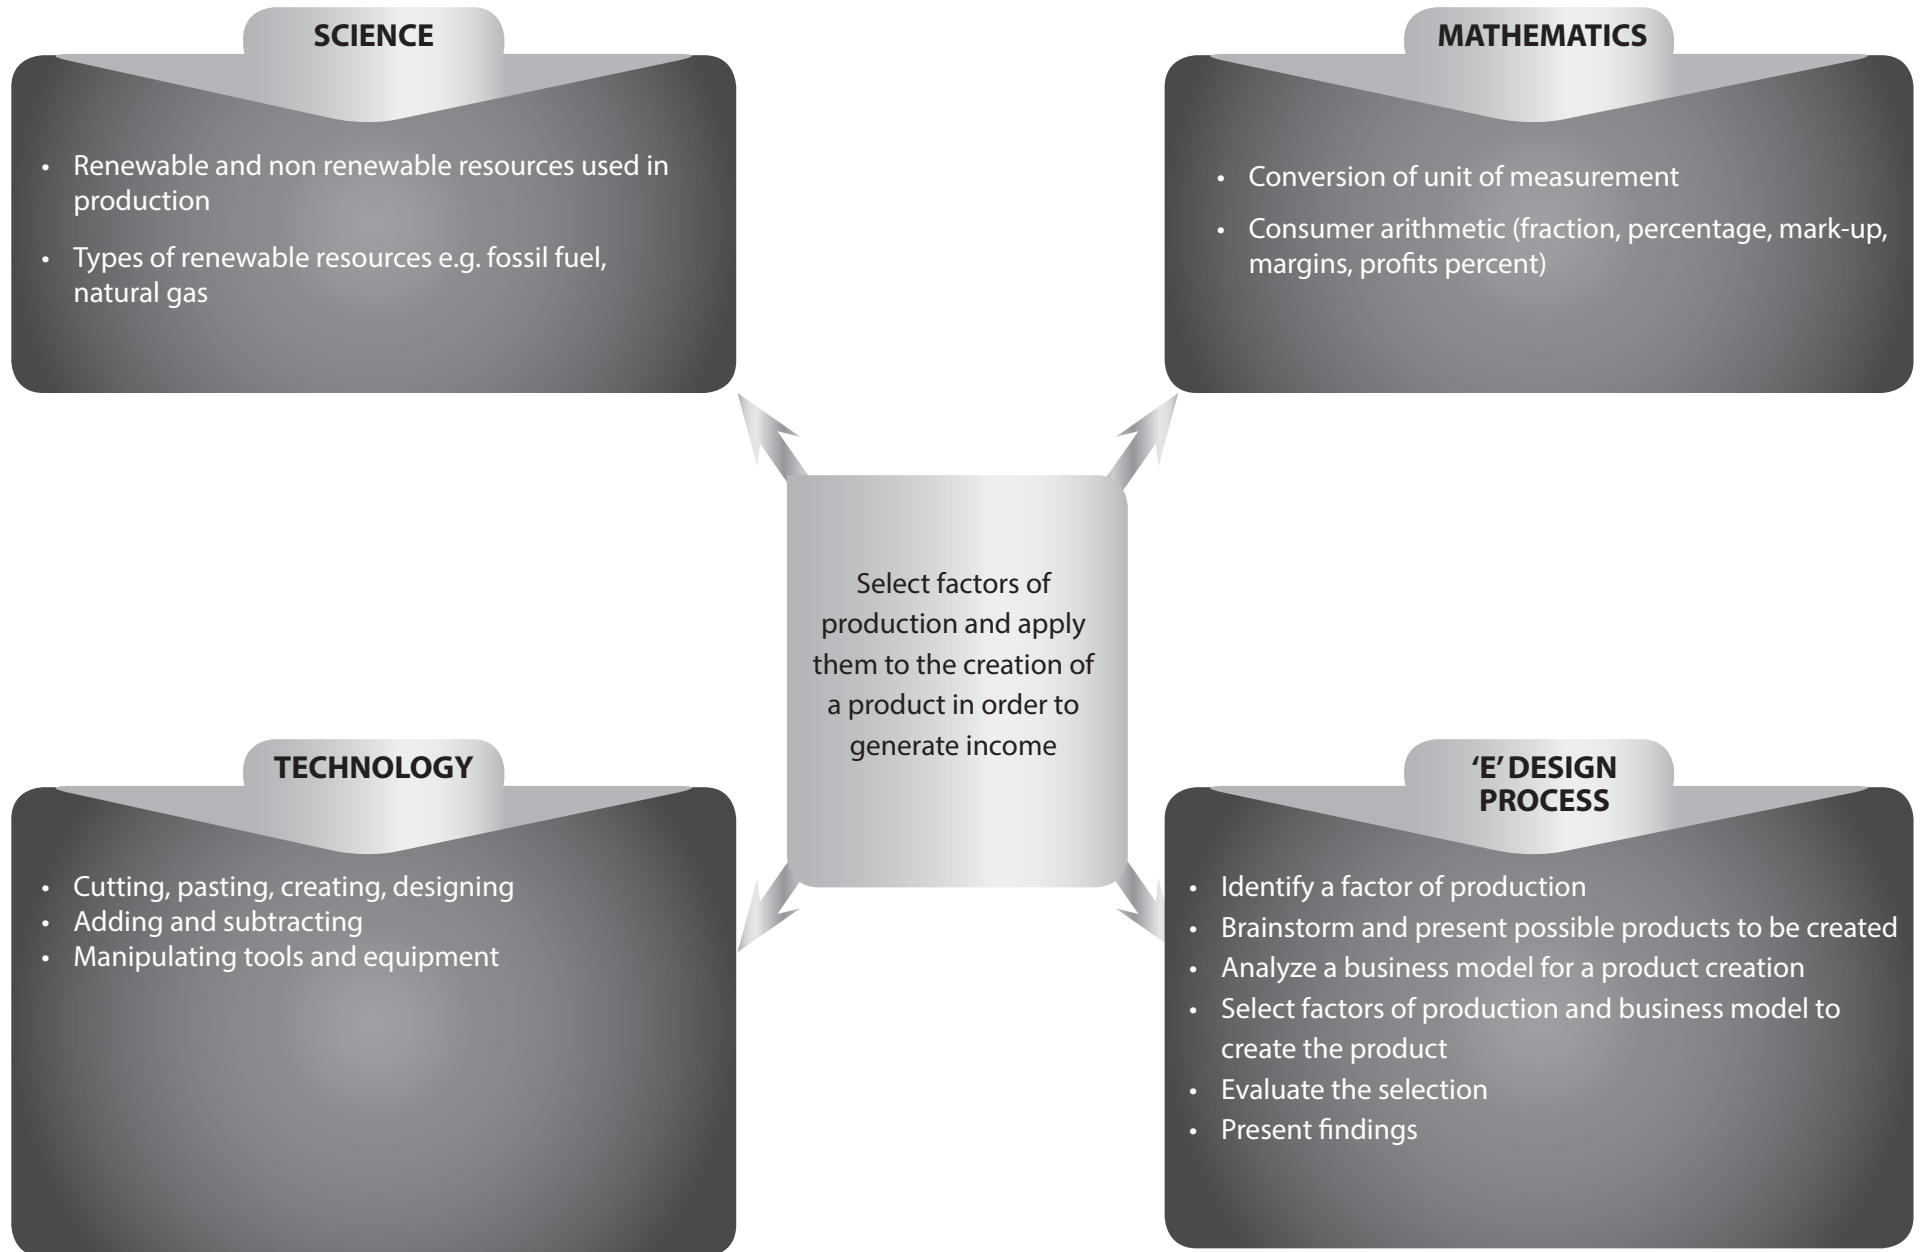 SCIENCE
• Renewable and non renewable resources used in
production
• Types of renewable resources e.g. fossil fuel,
natural gas
MATHEMATICS
• Conversion of unit of measurement
• Consumer arithmetic (fraction, percentage, mark-up,
margins, profits percent)
Select factors of
production and apply
them to the creation of
a product in order to
generate income
TECHNOLOGY
• Cutting, pasting, creating, designing
• Adding and subtracting
• Manipulating tools and equipment
‘E’ DESIGN
PROCESS
• Identify a factor of production
• Brainstorm and present possible products to be created
• Analyze a business model for a product creation
• Select factors of production and business model to
create the product
• Evaluate the selection
• Present findings